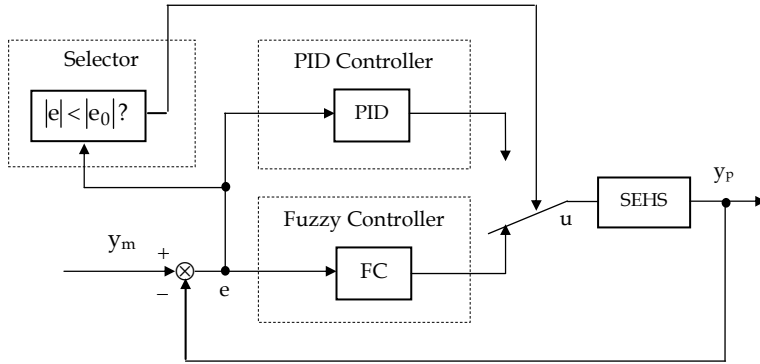 Selector
|e| < |e₀| ?
PID Controller
PID
Fuzzy Controller
FC
yₘ
+
−
e
u
SEHS
yₚ